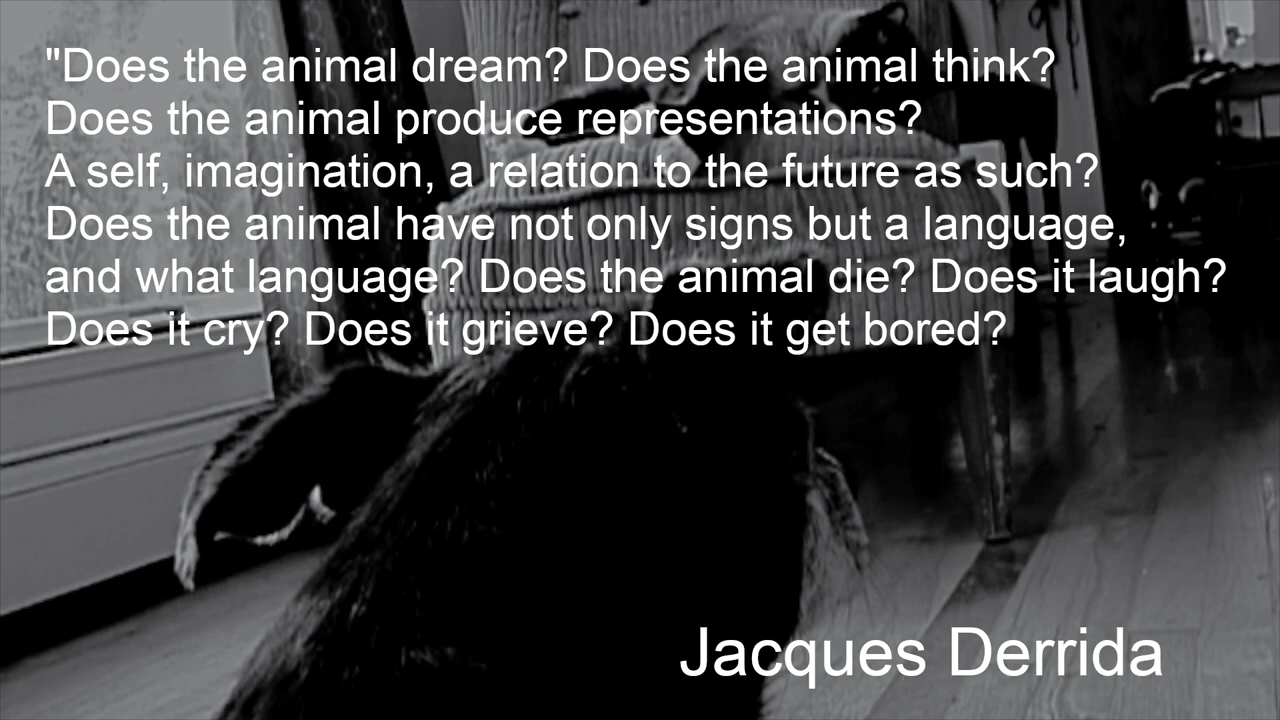 "Does the animal dream? Does the animal think?
Does the animal produce representations?
A self, imagination, a relation to the future as such?
Does the animal have not only signs but a language,
and what language? Does the animal die? Does it laugh?
Does it cry? Does it grieve? Does it get bored?
Jacques Derrida